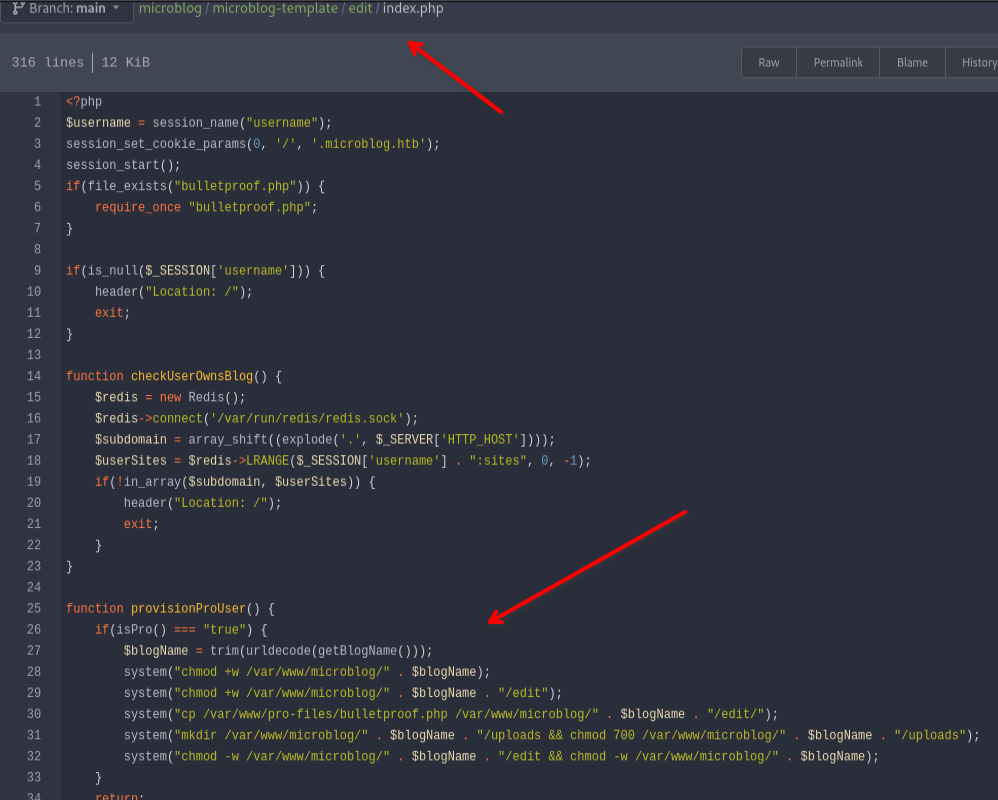 Branch: main microblog / microblog-template / edit / index.php
316 lines 12 KiB Raw Permalink Blame History
1 <?php
2 $username = session_name("username");
3 session_set_cookie_params(0, '/', '.microblog.htb');
4 session_start();
5 if(file_exists("bulletproof.php")) {
6     require_once "bulletproof.php";
7 }
8
9 if(is_null($_SESSION['username'])) {
10     header("Location: /");
11     exit;
12 }
13
14 function checkUserOwnsBlog() {
15     $redis = new Redis();
16     $redis->connect('/var/run/redis/redis.sock');
17     $subdomain = array_shift((explode('.', $_SERVER['HTTP_HOST'])));
18     $userSites = $redis->LRANGE($_SESSION['username'] . ":sites", 0, -1);
19     if(!in_array($subdomain, $userSites)) {
20         header("Location: /");
21         exit;
22     }
23 }
24
25 function provisionProUser() {
26     if(isPro() === "true") {
27         $blogName = trim(urldecode(getBlogName()));
28         system("chmod +w /var/www/microblog/" . $blogName);
29         system("chmod +w /var/www/microblog/" . $blogName . "/edit");
30         system("cp /var/www/pro-files/bulletproof.php /var/www/microblog/" . $blogName . "/edit/");
31         system("mkdir /var/www/microblog/" . $blogName . "/uploads && chmod 700 /var/www/microblog/" . $blogName . "/uploads");
32         system("chmod -w /var/www/microblog/" . $blogName . "/edit && chmod -w /var/www/microblog/" . $blogName);
33     }
34     return;